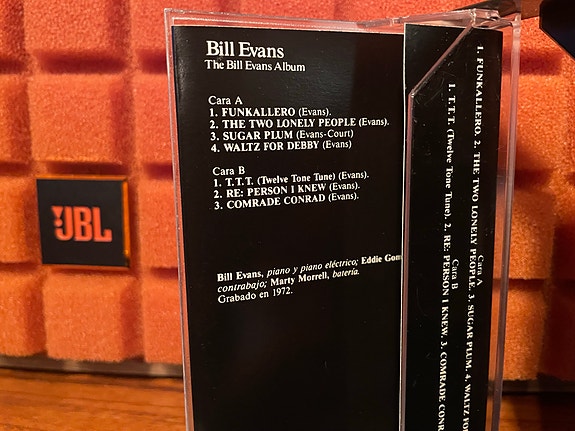 Bill Evans
The Bill Evans Album
Cara A
1. FUNKALLERO (Evans).
2. THE TWO LONELY PEOPLE (Evans).
3. SUGAR PLUM (Evans-Court)
4. WALTZ FOR DEBBY (Evans)
Cara B
1. T.T.T. (Twelve Tone Tune) (Evans).
2. RE: PERSON I KNEW (Evans).
3. COMRADE CONRAD (Evans).
Bill Evans, piano y piano eléctrico; Eddie Gom
contrabajo; Marty Morrell, batería.
Grabado en 1972.
Cara A
1. FUNKALLERO. 2. THE TWO LONELY PEOPLE. 3. SUGAR PLUM. 4. WALTZ FO
Cara B
1. T.T.T. (Twelve Tone Tune). 2. RE: PERSON I KNEW. 3. COMRADE CONR
JBL